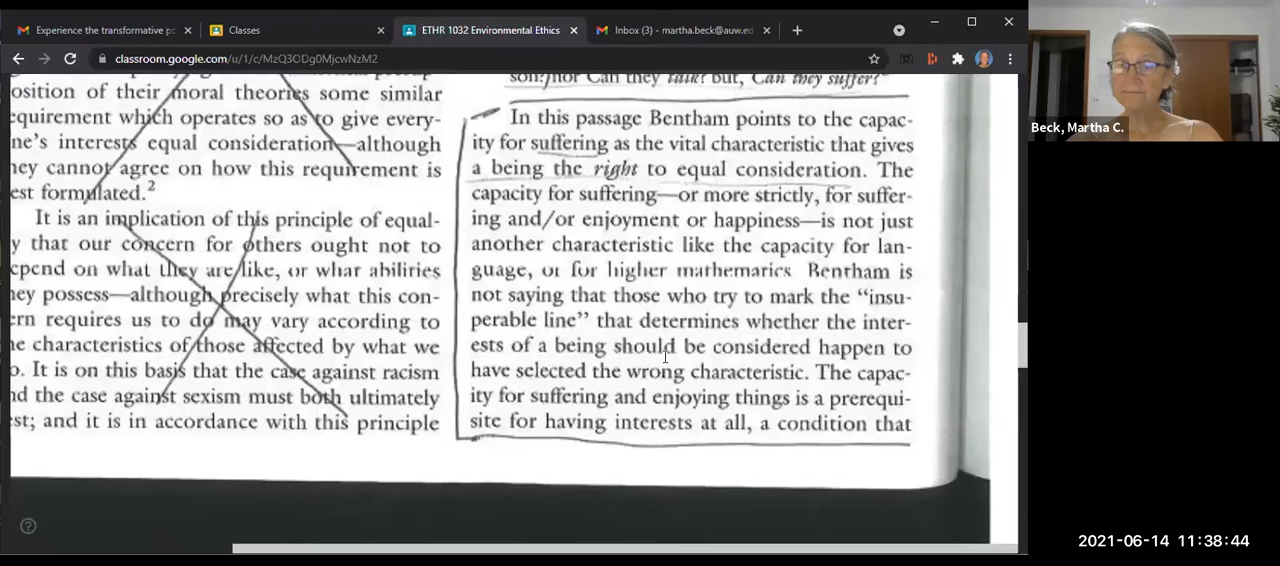 Experience the transformative pc
Classes
ETHR 1032 Environmental Ethics
Inbox (3) - martha.beck@auw.ed
classroom.google.com/u/1/c/MzQ3ODg0MjcwNzM2
osition of their moral theories some similar
equirement which operates so as to give every-
ne's interests equal consideration—although
hey cannot agree on how this requirement is
est formulated.2
It is an implication of this principle of equal-
y that our concern for others ought not to
epend on what they are like, or what abilities
hey possess—although precisely what this con-
ern requires us to do may vary according to
he characteristics of those affected by what we
o. It is on this basis that the case against racism
nd the case against sexism must both ultimately
est; and it is in accordance with this principle
son? nor Can they talk? but, Can they suffer?"
In this passage Bentham points to the capac-
ity for suffering as the vital characteristic that gives
a being the right to equal consideration. The
capacity for suffering—or more strictly, for suffer-
ing and/or enjoyment or happiness—is not just
another characteristic like the capacity for lan-
guage, or for higher mathematics Bentham is
not saying that those who try to mark the "insu-
perable line" that determines whether the inter-
ests of a being should be considered happen to
have selected the wrong characteristic. The capac-
ity for suffering and enjoying things is a prerequi-
site for having interests at all, a condition that
Beck, Martha C.
2021-06-14 11:38:44